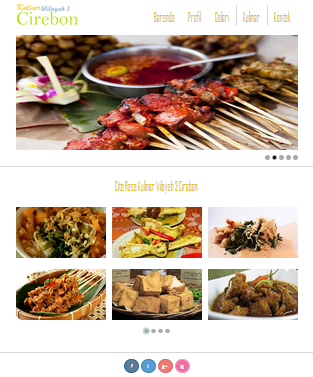 Kuliner Wilayah 3
Cirebon
Beranda Profil Galeri Kuliner Kontak
Cita Rasa Kuliner Wilayah 3 Cirebon